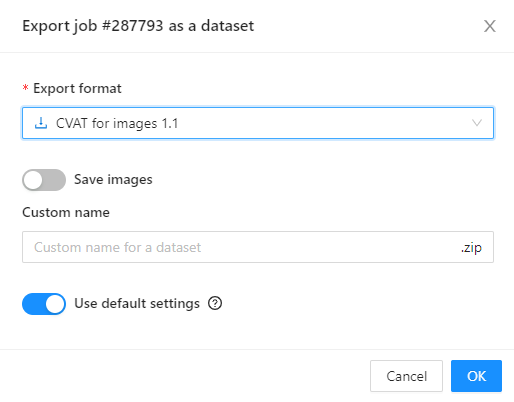 Export job #287793 as a dataset
* Export format
CVAT for images 1.1
Save images
Custom name
Custom name for a dataset .zip
Use default settings
Cancel OK